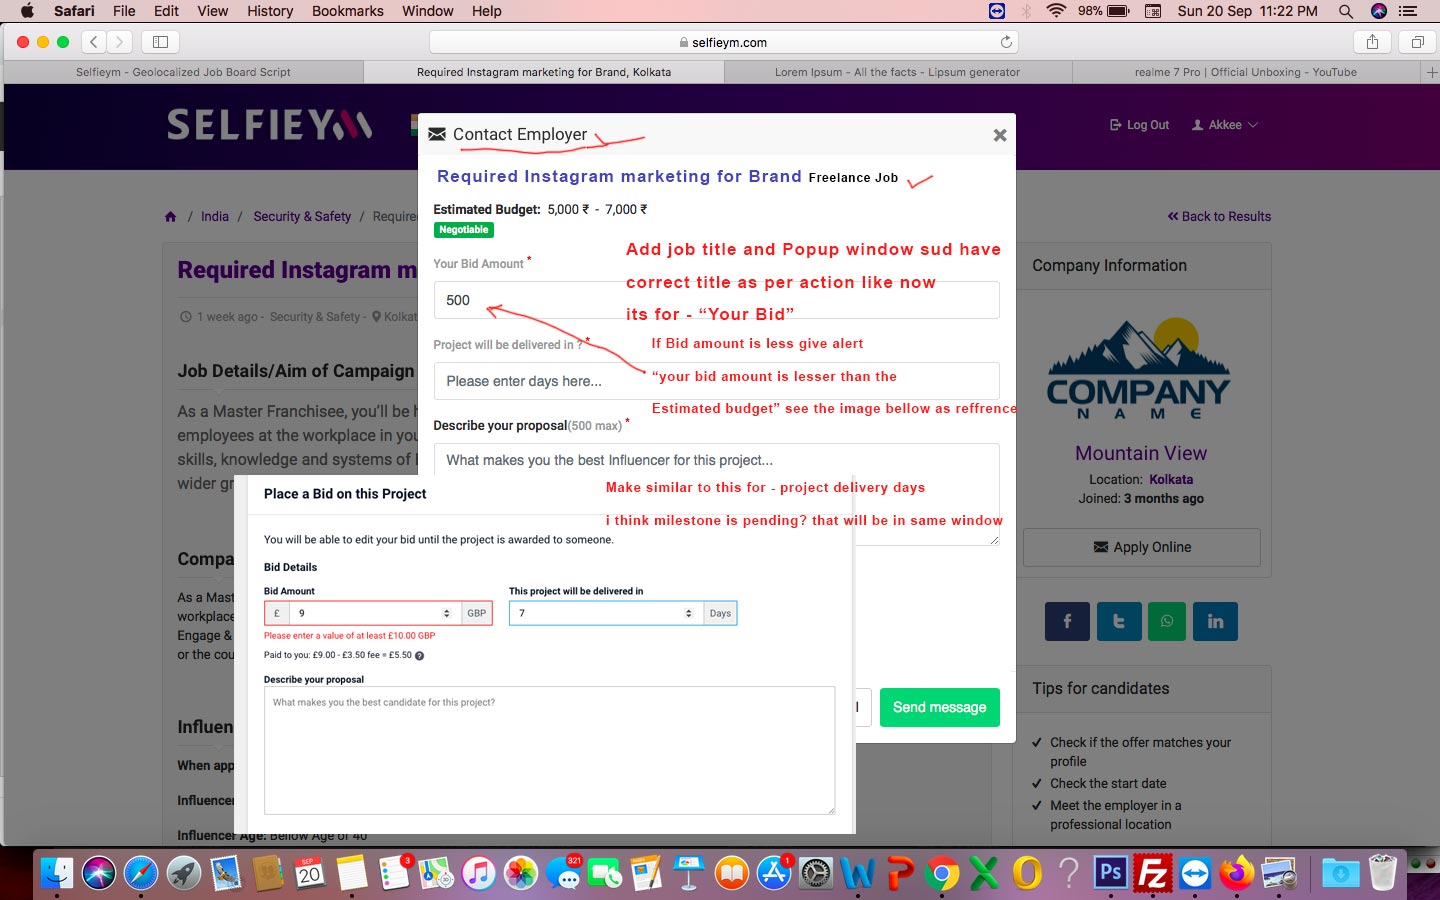 Safari File Edit View History Bookmarks Window Help 98% Sun 20 Sep 11:22 PM
selfieym.com
Selfieym - Geolocalized Job Board Script
Required Instagram marketing for Brand, Kolkata
Lorem Ipsum - All the facts - Lipsum generator
realme 7 Pro | Official Unboxing - YouTube
SELFIEYM
Log Out Akkee
Contact Employer
Required Instagram marketing for Brand Freelance Job
Estimated Budget: 5,000 ₹ - 7,000 ₹
Negotiable
Your Bid Amount *
500
Project will be delivered in ? *
Please enter days here...
Describe your proposal(500 max) *
What makes you the best Influencer for this project...
Add job title and Popup window sud have
correct title as per action like now
its for - “Your Bid”
If Bid amount is less give alert
“your bid amount is lesser than the
Estimated budget” see the image bellow as reffrence
Make similar to this for - project delivery days
i think milestone is pending? that will be in same window
Send message
/ India / Security & Safety / Require
Back to Results
Required Instagram m
1 week ago - Security & Safety - Kolkat
Job Details/Aim of Campaign
As a Master Franchisee, you’ll be h
employees at the workplace in you
skills, knowledge and systems of
wider gr
Compa
As a Mast
workplace
Engage &
or the cou
Influen
When app
Influencer
Influencer Age: Bellow Age of 40
Place a Bid on this Project
You will be able to edit your bid until the project is awarded to someone.
Bid Details
Bid Amount
This project will be delivered in
£ 9 GBP
7 Days
Please enter a value of at least £10.00 GBP
Paid to you: £9.00 - £3.50 fee = £5.50
Describe your proposal
What makes you the best candidate for this project?
Company Information
COMPANY
NAME
Mountain View
Location: Kolkata
Joined: 3 months ago
Apply Online
Tips for candidates
Check if the offer matches your
profile
Check the start date
Meet the employer in a
professional location
SEP
20
3
321
1
Ps
Fz